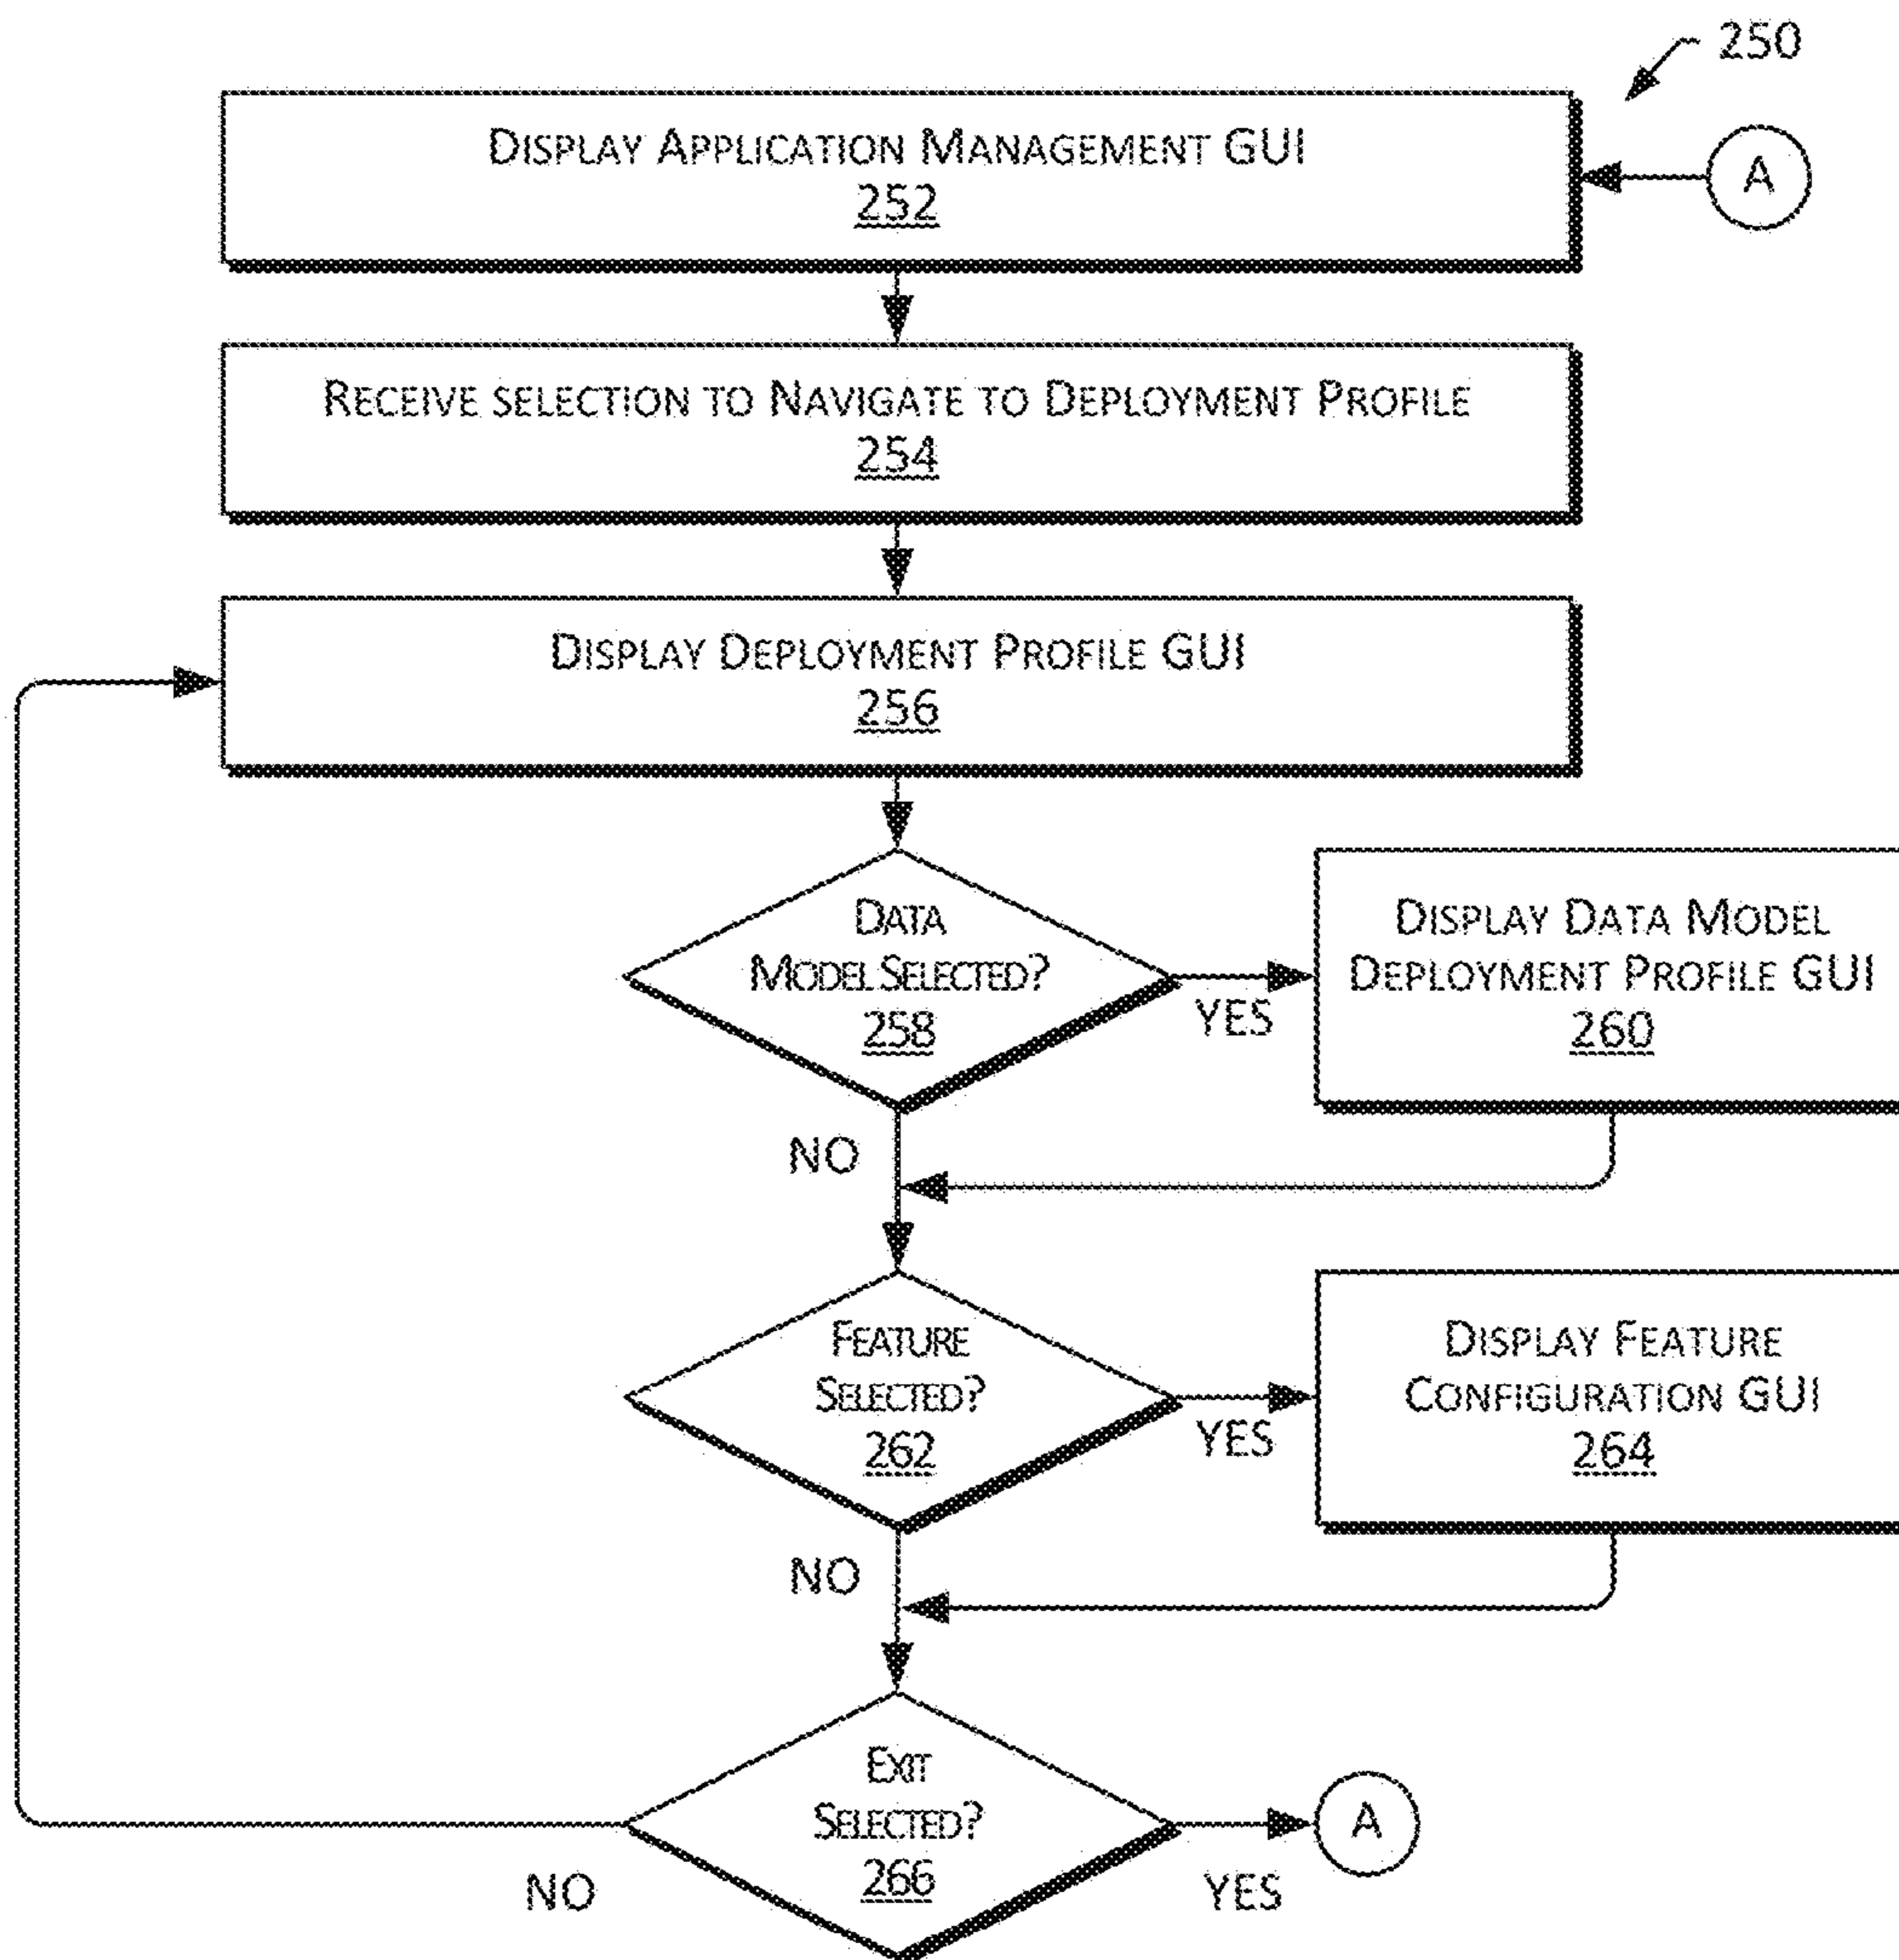 250
DISPLAY APPLICATION MANAGEMENT GUI
252
A
RECEIVE SELECTION TO NAVIGATE TO DEPLOYMENT PROFILE
254
DISPLAY DEPLOYMENT PROFILE GUI
256
DATA
MODEL SELECTED?
258
YES
DISPLAY DATA MODEL
DEPLOYMENT PROFILE GUI
260
NO
FEATURE
SELECTED?
262
YES
DISPLAY FEATURE
CONFIGURATION GUI
264
NO
EXIT
SELECTED?
266
NO
YES
A